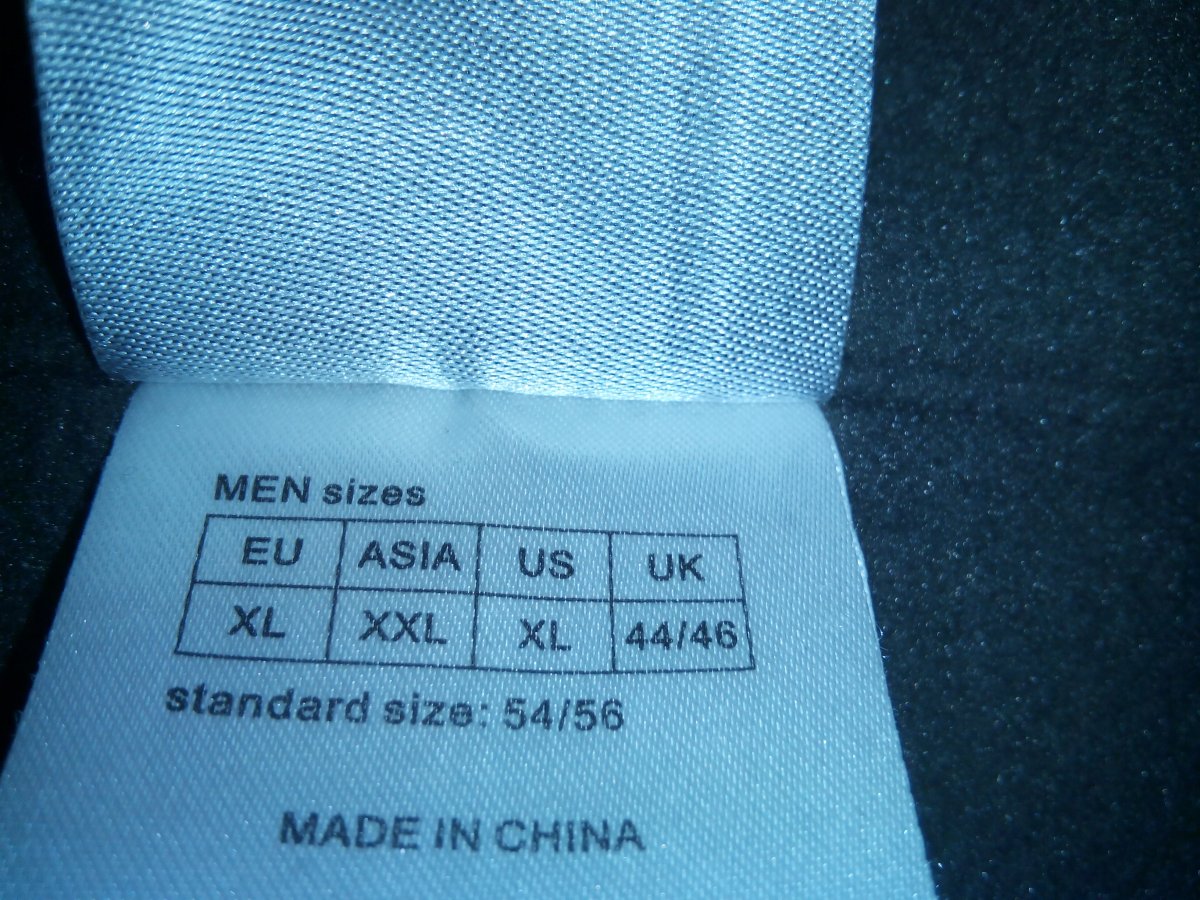 MEN sizes
EU ASIA US UK
XL XXL XL 44/46
standard size: 54/56
MADE IN CHINA